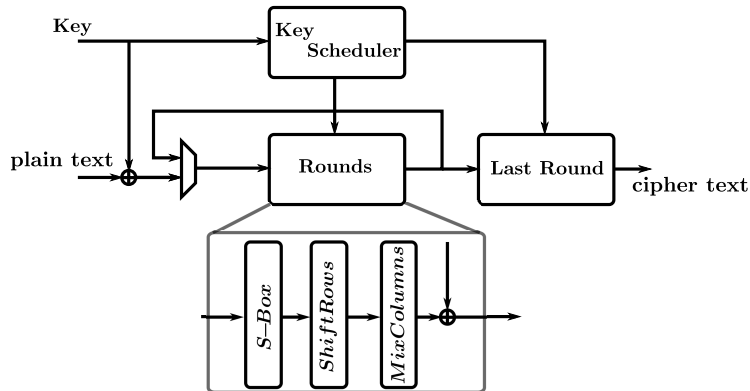 Key
Key
Scheduler
plain text
Rounds
Last Round
cipher text
S-Box
ShiftRows
MixColumns